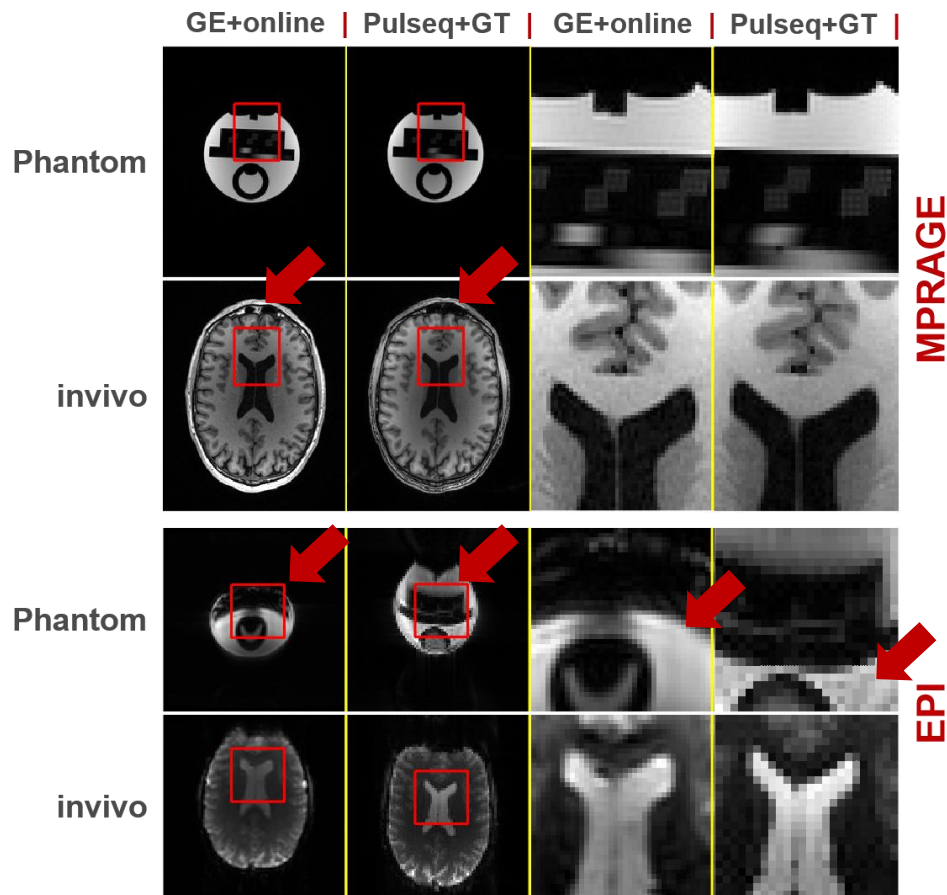 GE+online | Pulseq+GT | GE+online | Pulseq+GT |
Phantom
invivo
MPRAGE
Phantom
invivo
EPI